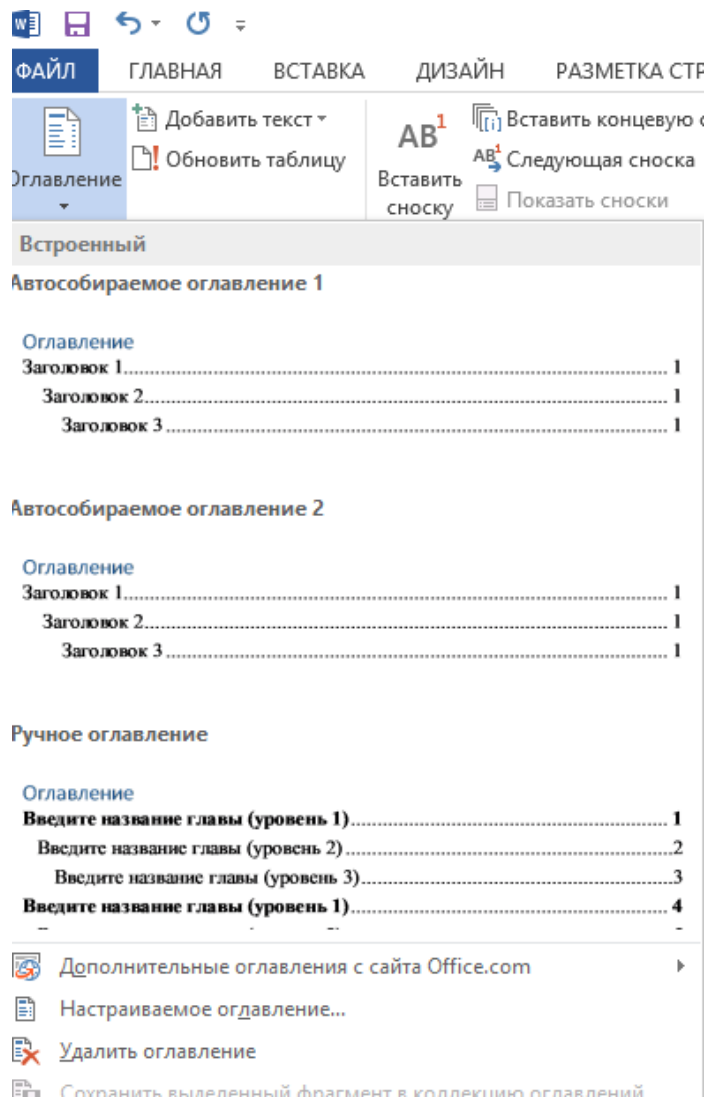 ФАЙЛ ГЛАВНАЯ ВСТАВКА ДИЗАЙН РАЗМЕТКА СТР
Оглавление
Добавить текст
Обновить таблицу
AB1
Вставить
сноску
[i] Вставить концевую с
AB1 Следующая сноска
Показать сноски
Встроенный
Автособираемое оглавление 1
Оглавление
Заголовок 1.......... 1
Заголовок 2.......... 1
Заголовок 3.......... 1
Автособираемое оглавление 2
Оглавление
Заголовок 1.......... 1
Заголовок 2.......... 1
Заголовок 3.......... 1
Ручное оглавление
Оглавление
Введите название главы (уровень 1).......... 1
Введите название главы (уровень 2).......... 2
Введите название главы (уровень 3).......... 3
Введите название главы (уровень 1).......... 4
Дополнительные оглавления с сайта Office.com
Настраиваемое оглавление...
Удалить оглавление
Сохранить выделенный фрагмент в коллекцию оглавлений